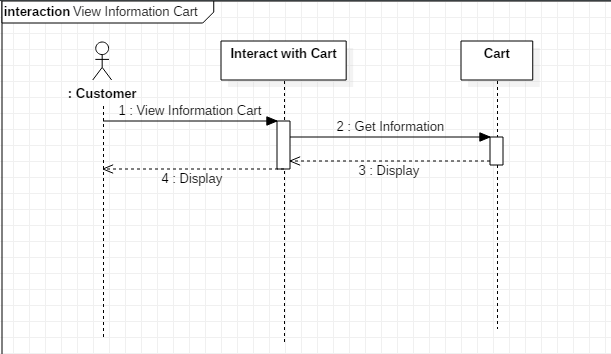 interaction View Information Cart
Interact with Cart
Cart
: Customer
1 : View Information Cart
2 : Get Information
3 : Display
4 : Display